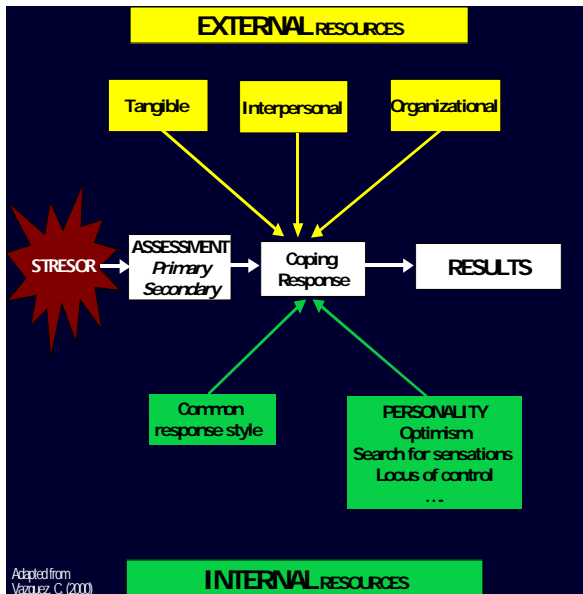 EXTERNAL RESOURCES
Tangible
Interpersonal
Organizational
STRESOR
ASSESSMENT
Primary
Secondary
Coping
Response
RESULTS
Common
response style
PERSONALITY
Optimism
Search for sensations
Locus of control
….
Adapted from
Vazquez, C. (2000)
INTERNAL RESOURCES